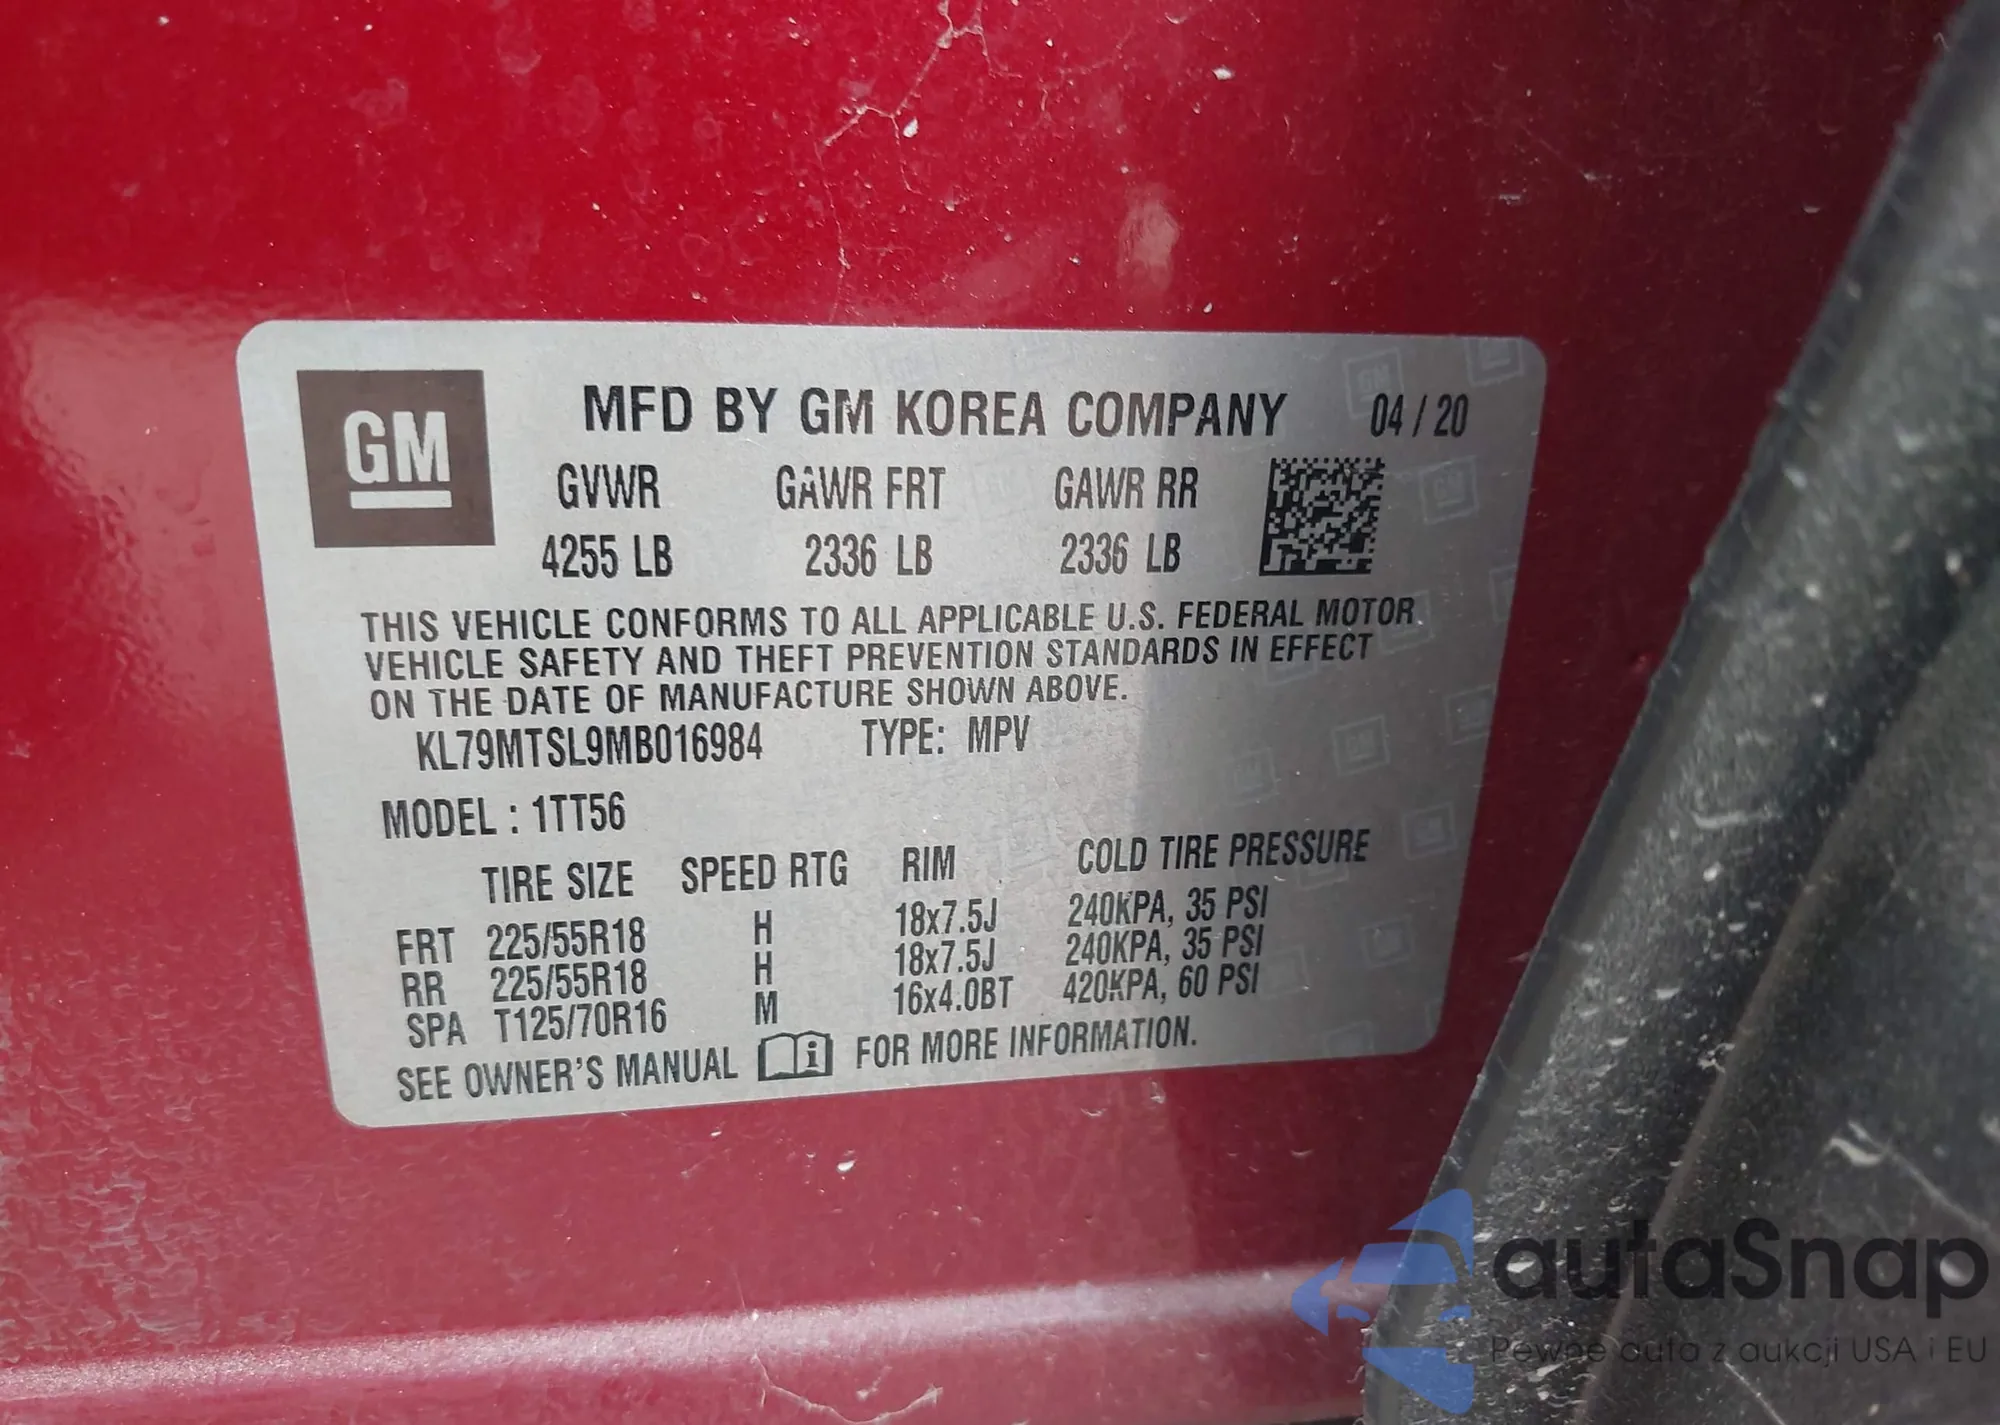 GM
MFD BY GM KOREA COMPANY 04 / 20
GVWR GAWR FRT GAWR RR
4255 LB 2336 LB 2336 LB
THIS VEHICLE CONFORMS TO ALL APPLICABLE U.S. FEDERAL MOTOR
VEHICLE SAFETY AND THEFT PREVENTION STANDARDS IN EFFECT
ON THE DATE OF MANUFACTURE SHOWN ABOVE.
KL79MTSL9MB016984 TYPE: MPV
MODEL : 1TT56
TIRE SIZE SPEED RTG RIM COLD TIRE PRESSURE
FRT 225/55R18 H 18x7.5J 240KPA, 35 PSI
RR 225/55R18 H 18x7.5J 240KPA, 35 PSI
SPA T125/70R16 M 16x4.0BT 420KPA, 60 PSI
SEE OWNER'S MANUAL i FOR MORE INFORMATION.
autaSnap
Pewne auta z aukcji USA i EU